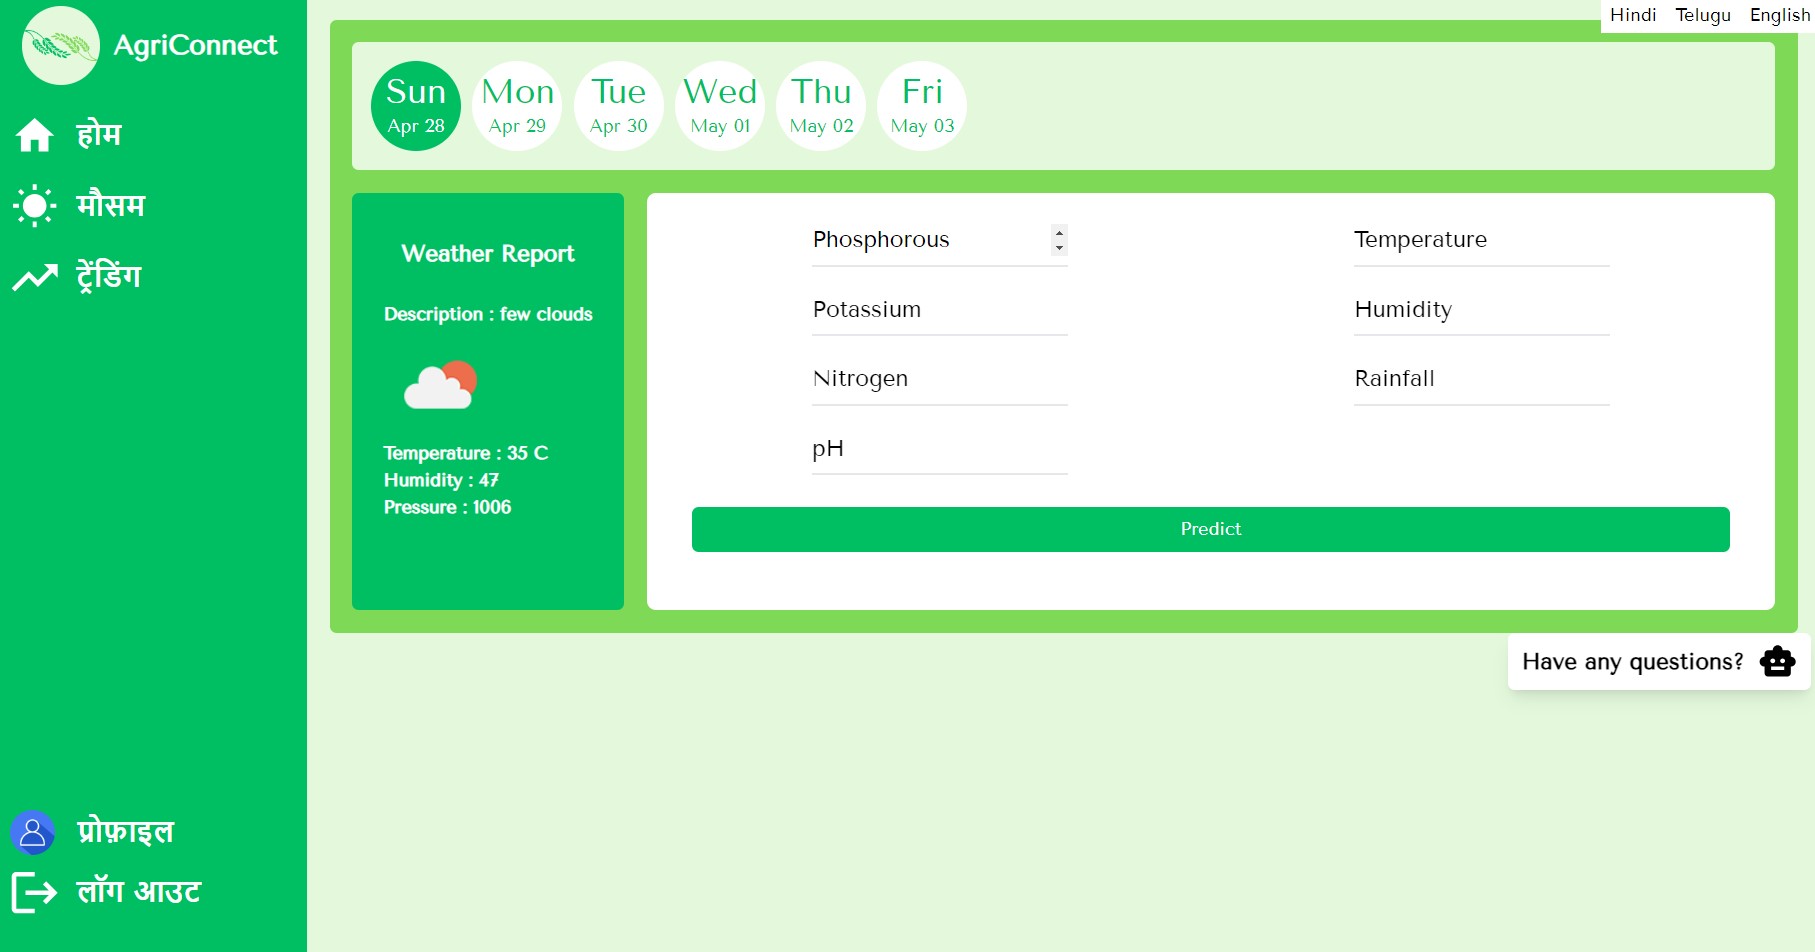 Hindi Telugu English
AgriConnect
होम
मौसम
ट्रेंडिंग
प्रोफ़ाइल
लॉग आउट
Sun
Apr 28
Mon
Apr 29
Tue
Apr 30
Wed
May 01
Thu
May 02
Fri
May 03
Weather Report
Description : few clouds
Temperature : 35 C
Humidity : 47
Pressure : 1006
Phosphorous
Potassium
Nitrogen
pH
Temperature
Humidity
Rainfall
Predict
Have any questions?